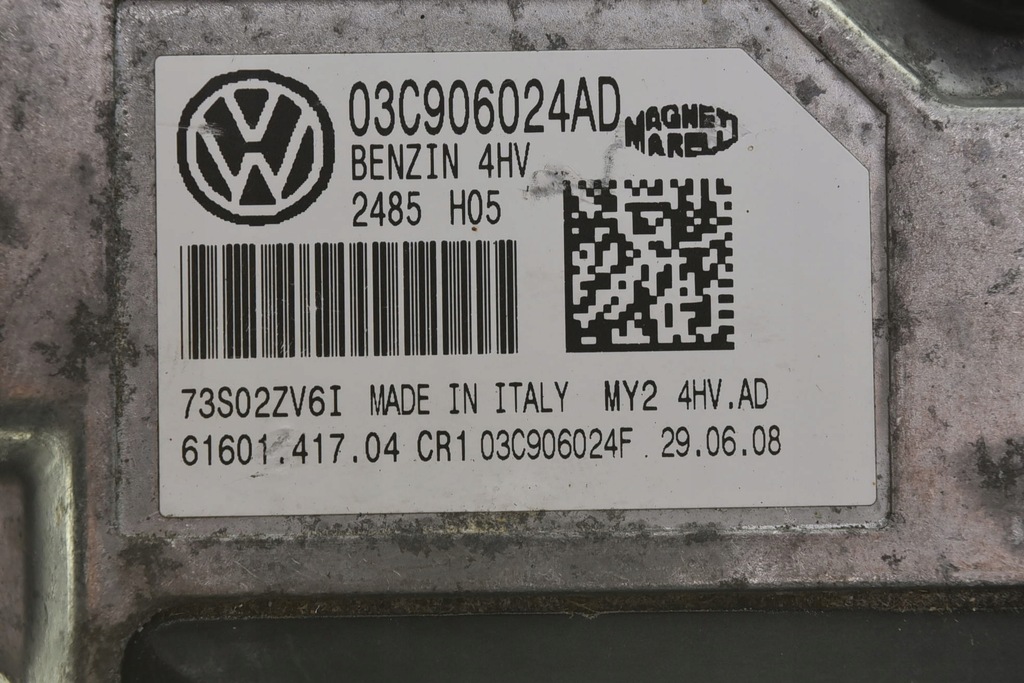 03C906024AD
MAGNETI
MARELLI
BENZIN 4HV
2485 H05
73S02ZV6I MADE IN ITALY MY2 4HV.AD
61601.417.04 CR1 03C906024F 29.06.08